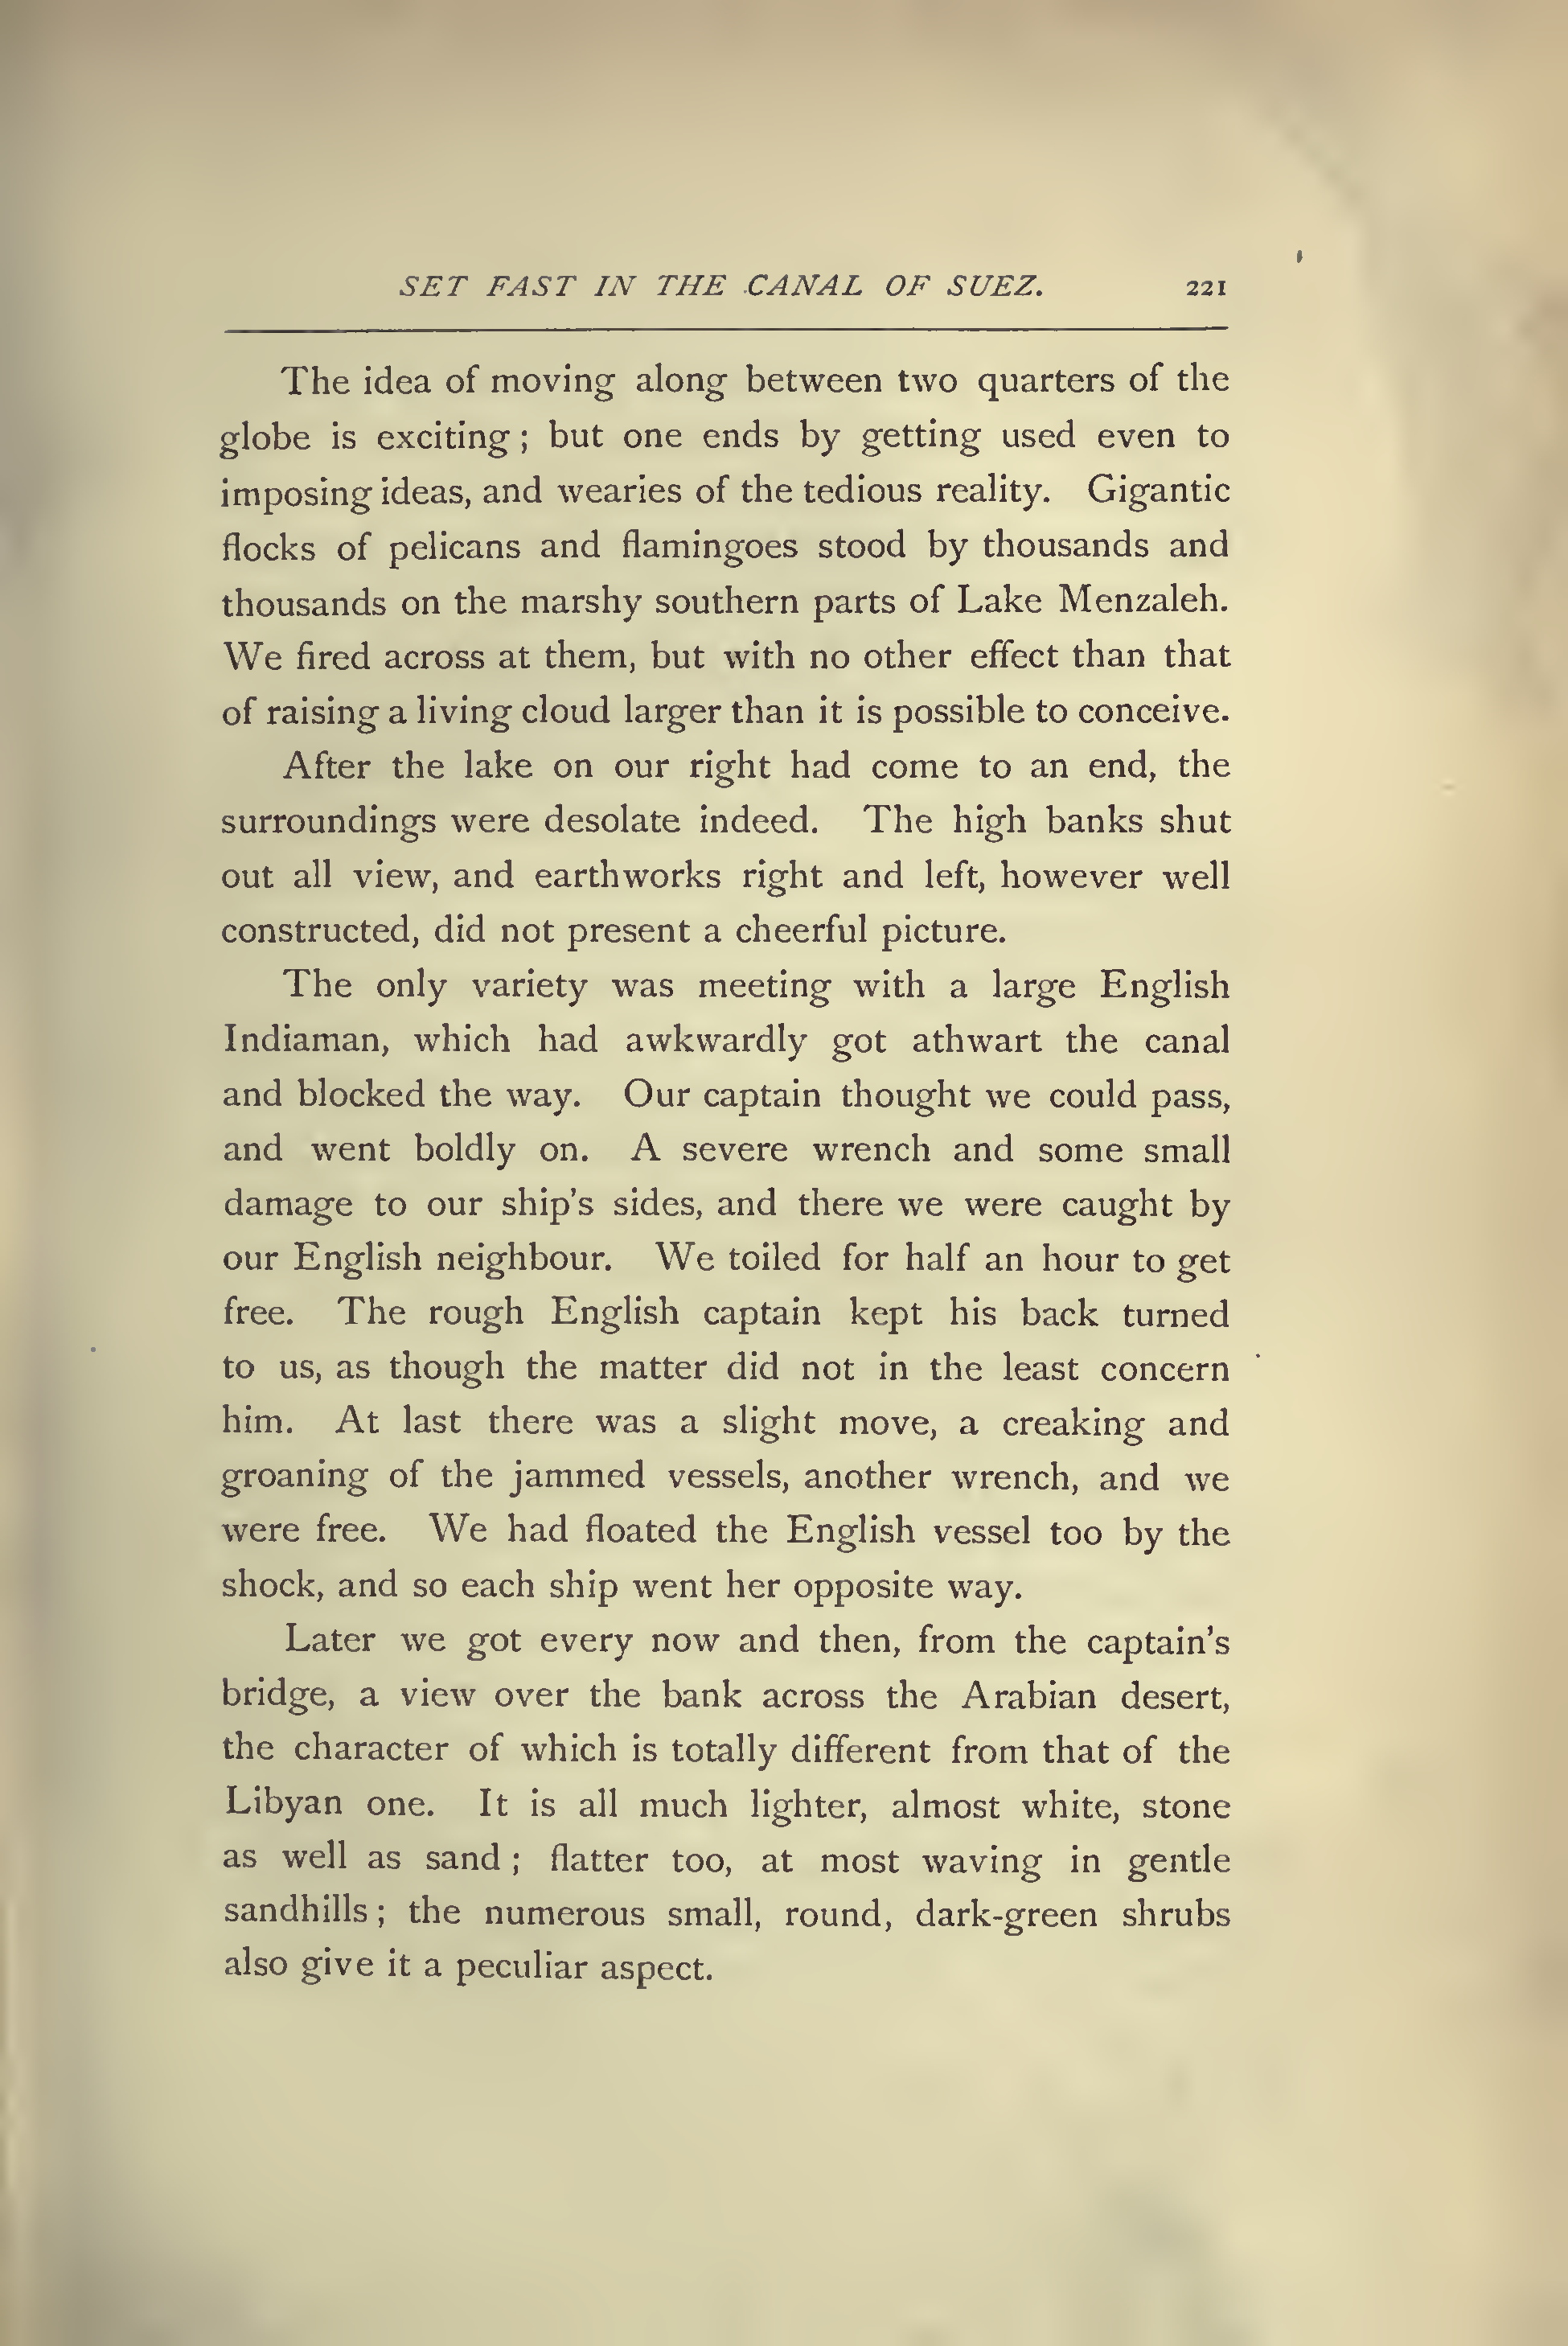 SET FAST IN THE CANAL OF SUEZ. 221
The idea of moving along between two quarters of the
globe is exciting ; but one ends by getting used even to
imposing ideas, and wearies of the tedious reality. Gigantic
flocks of pelicans and flamingoes stood by thousands and
thousands on the marshy southern parts of Lake Menzaleh.
We fired across at them, but with no other effect than that
of raising a living cloud larger than it is possible to conceive.
After the lake on our right had come to an end, the
surroundings were desolate indeed. The high banks shut
out all view, and earthworks right and left, however well
constructed, did not present a cheerful picture.
The only variety was meeting with a large English
Indiaman, which had awkwardly got athwart the canal
and blocked the way. Our captain thought we could pass,
and went boldly on. A severe wrench and some small
damage to our ship's sides, and there we were caught by
our English neighbour. We toiled for half an hour to get
free. The rough English captain kept his back turned
to us, as though the matter did not in the least concern
him. At last there was a slight move, a creaking and
groaning of the jammed vessels, another wrench, and we
were free. We had floated the English vessel too by the
shock, and so each ship went her opposite way.
Later we got every now and then, from the captain's
bridge, a view over the bank across the Arabian desert,
the character of which is totally different from that of the
Libyan one. It is all much lighter, almost white, stone
as well as sand ; flatter too, at most waving in gentle
sandhills ; the numerous small, round, dark-green shrubs
also give it a peculiar aspect.